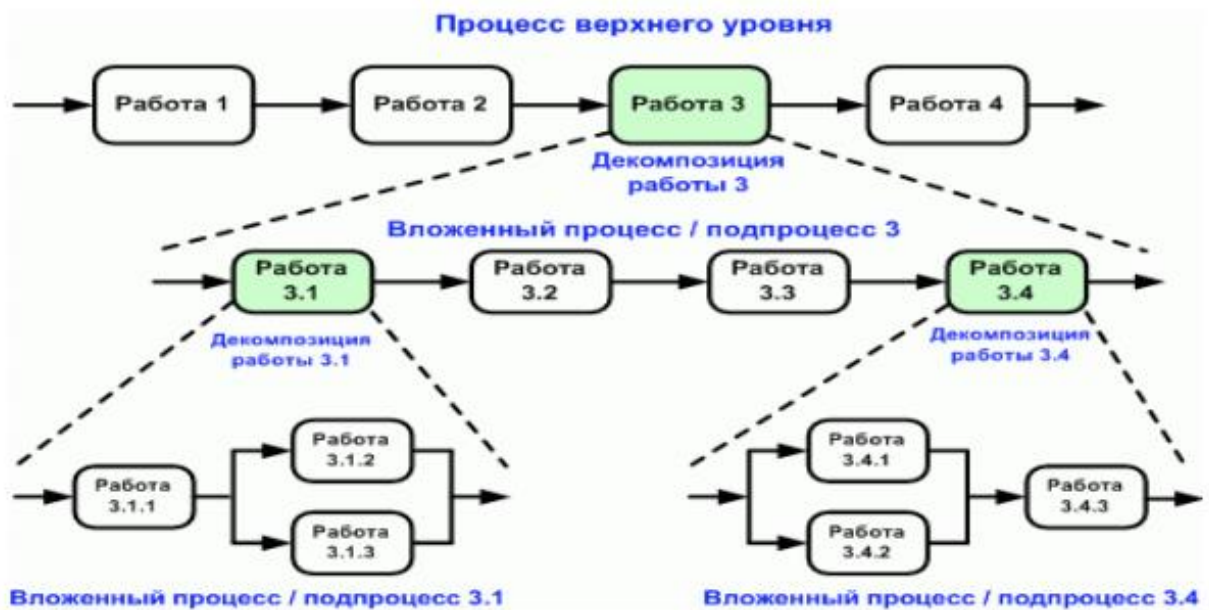 Процесс верхнего уровня
Работа 1
Работа 2
Работа 3
Работа 4
Декомпозиция
работы 3
Вложенный процесс / подпроцесс 3
Работа
3.1
Работа
3.2
Работа
3.3
Работа
3.4
Декомпозиция
работы 3.1
Декомпозиция
работы 3.4
Работа
3.1.1
Работа
3.1.2
Работа
3.1.3
Работа
3.4.1
Работа
3.4.2
Работа
3.4.3
Вложенный процесс / подпроцесс 3.1
Вложенный процесс / подпроцесс 3.4